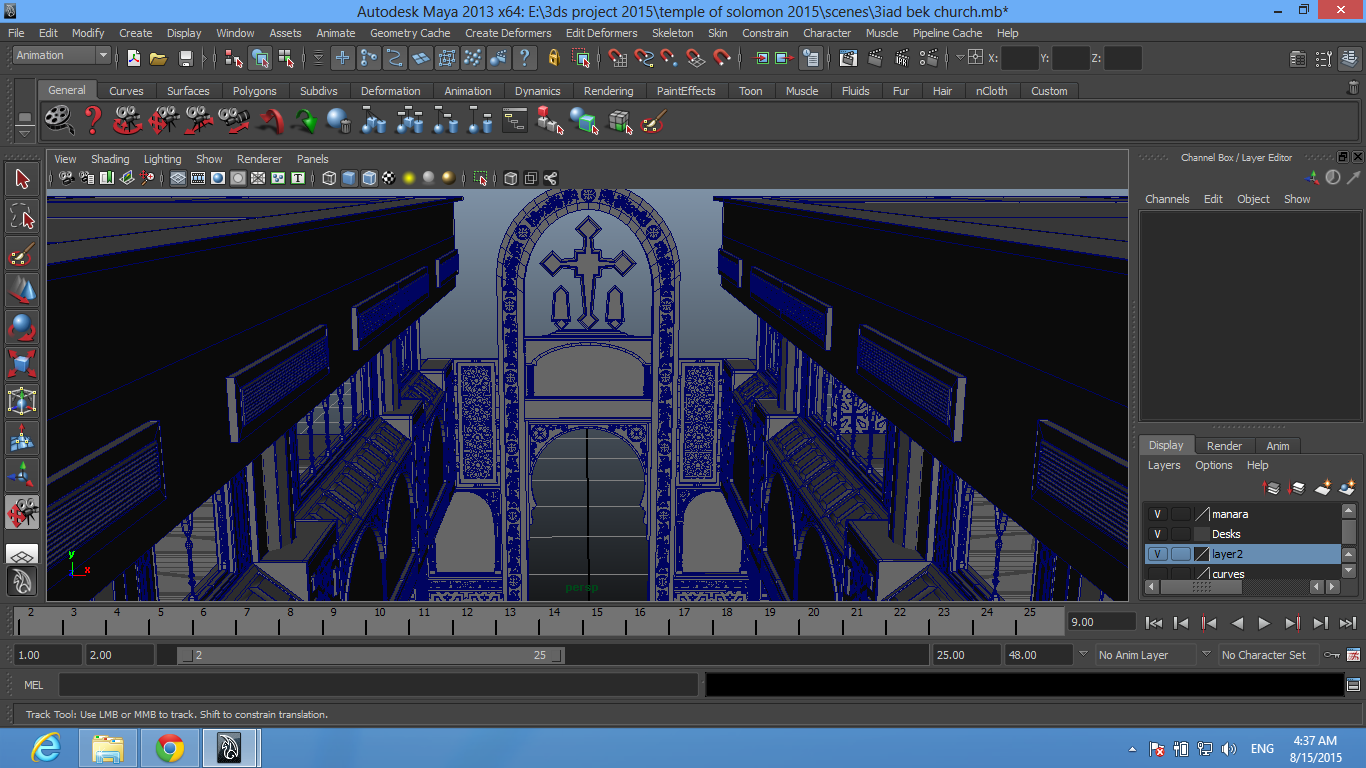 Autodesk Maya 2013 x64: E:\3ds project 2015\temple of solomon 2015\scenes\3iad bek church.mb*
File Edit Modify Create Display Window Assets Animate Geometry Cache Create Deformers Edit Deformers Skeleton Skin Constrain Character Muscle Pipeline Cache Help
Animation X: Y: Z:
General Curves Surfaces Polygons Subdivs Deformation Animation Dynamics Rendering PaintEffects Toon Muscle Fluids Fur Hair nCloth Custom
View Shading Lighting Show Renderer Panels
Channel Box / Layer Editor
Channels Edit Object Show
Display Render Anim
Layers Options Help
V manara
V Desks
V layer2
curves
y
x
persp
2 3 4 5 6 7 8 9 10 11 12 13 14 15 16 17 18 19 20 21 22 23 24 25 9.00
1.00 2.00 2 25 25.00 48.00 No Anim Layer No Character Set
MEL
Track Tool: Use LMB or MMB to track. Shift to constrain translation.
ENG
4:37 AM
8/15/2015